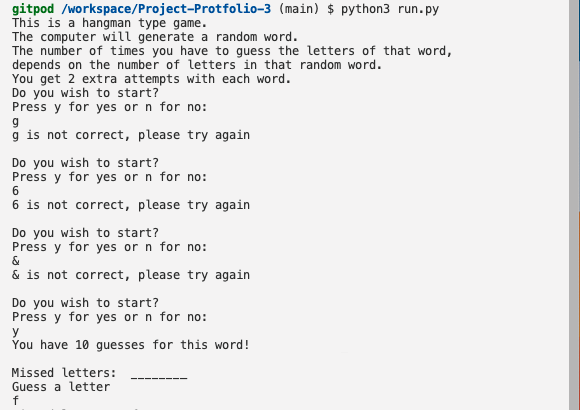 gitpod /workspace/Project-Protfolio-3 (main) $ python3 run.py
This is a hangman type game.
The computer will generate a random word.
The number of times you have to guess the letters of that word,
depends on the number of letters in that random word.
You get 2 extra attempts with each word.
Do you wish to start?
Press y for yes or n for no:
g
g is not correct, please try again
Do you wish to start?
Press y for yes or n for no:
6
6 is not correct, please try again
Do you wish to start?
Press y for yes or n for no:
&
& is not correct, please try again
Do you wish to start?
Press y for yes or n for no:
y
You have 10 guesses for this word!
Missed letters:  ________
Guess a letter
f